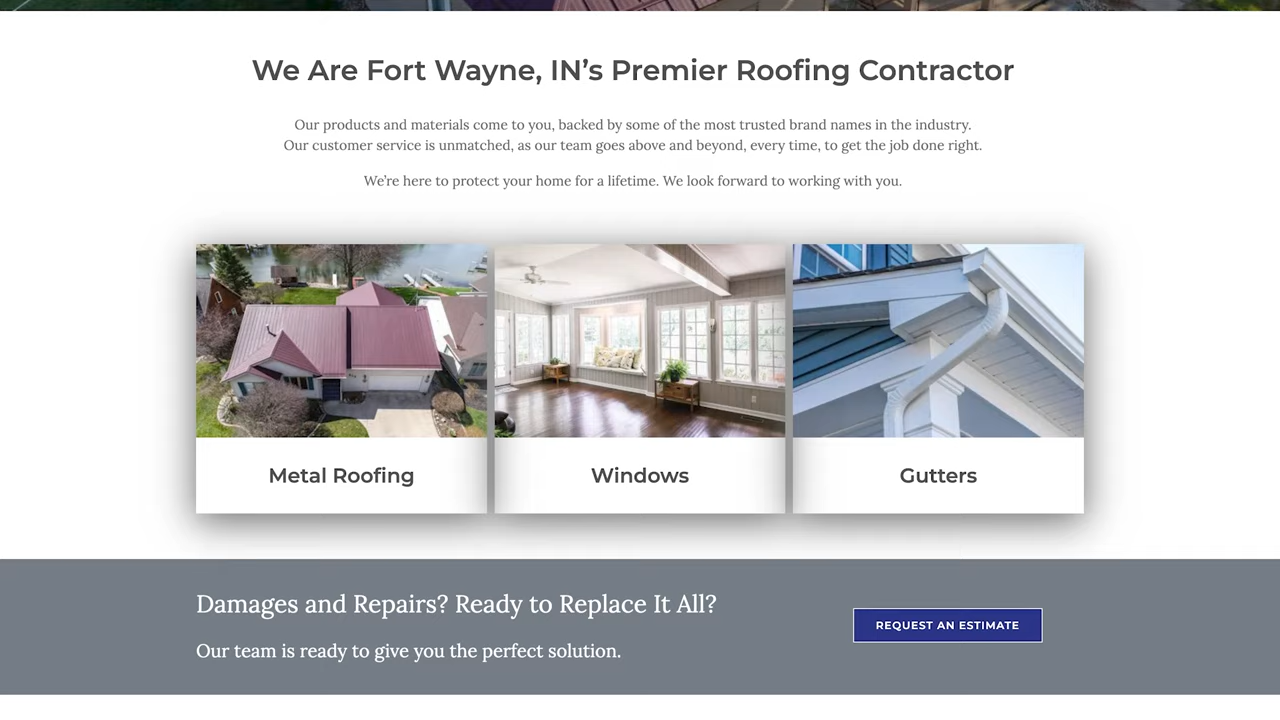 We Are Fort Wayne, IN’s Premier Roofing Contractor
Our products and materials come to you, backed by some of the most trusted brand names in the industry.
Our customer service is unmatched, as our team goes above and beyond, every time, to get the job done right.
We’re here to protect your home for a lifetime. We look forward to working with you.
Metal Roofing
Windows
Gutters
Damages and Repairs? Ready to Replace It All?
Our team is ready to give you the perfect solution.
REQUEST AN ESTIMATE